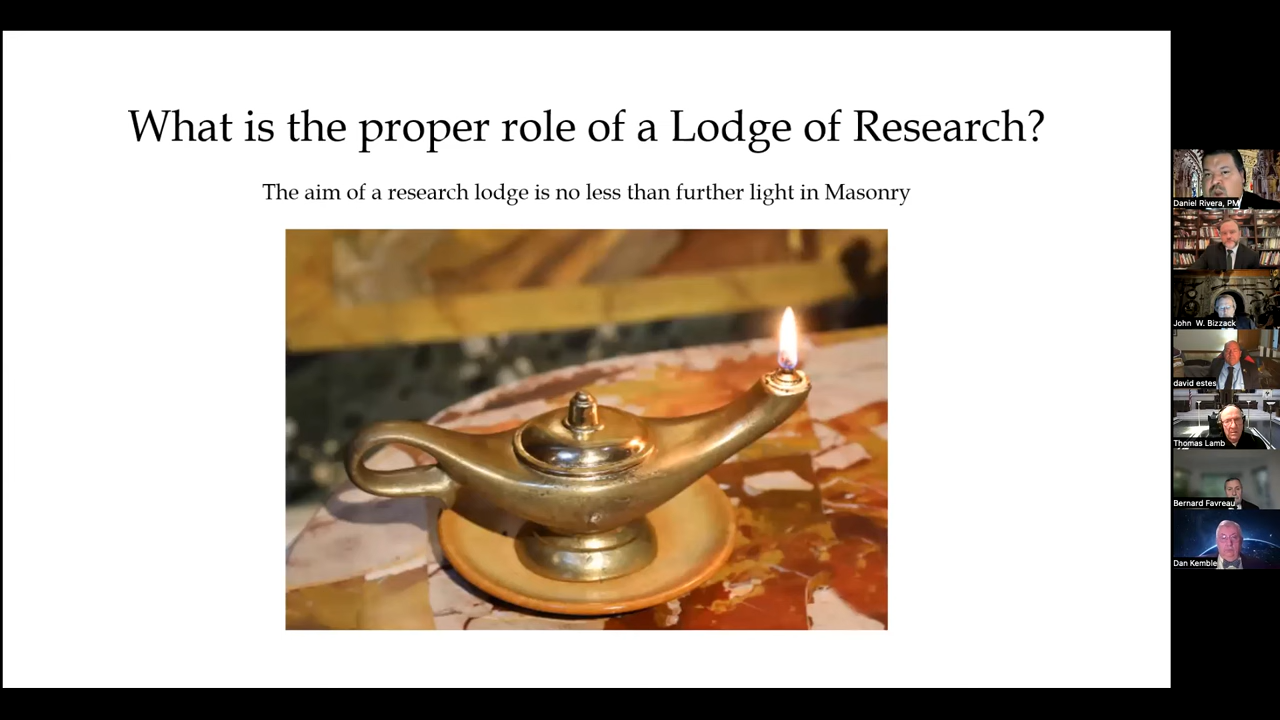 What is the proper role of a Lodge of Research?
The aim of a research lodge is no less than further light in Masonry
Daniel Rivera, PM
John W. Bizzack
david estes
Thomas Lamb
Bernard Favreau
Dan Kemble